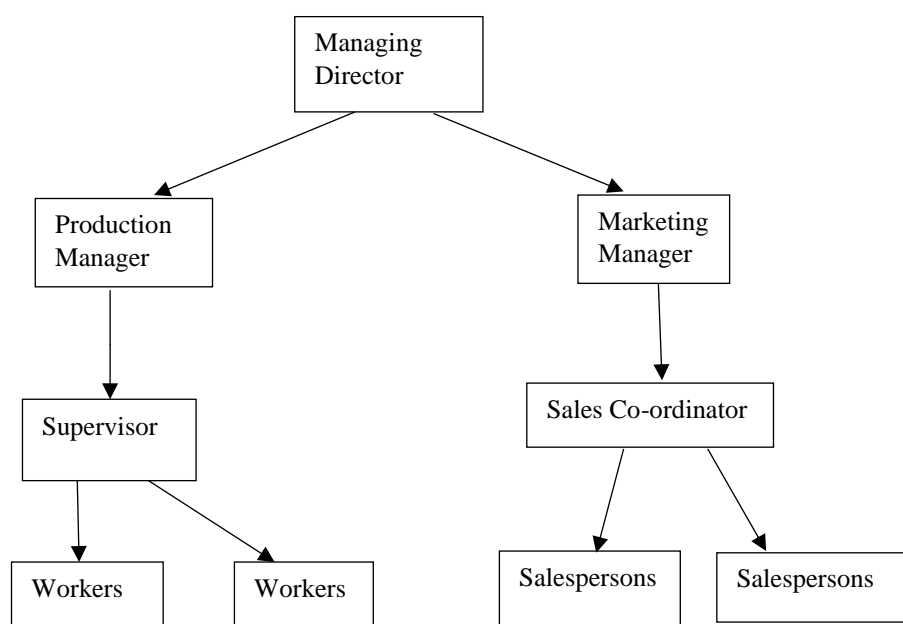 Managing
Director
Production
Manager
Marketing
Manager
Supervisor
Sales Co-ordinator
Workers
Workers
Salespersons
Salespersons